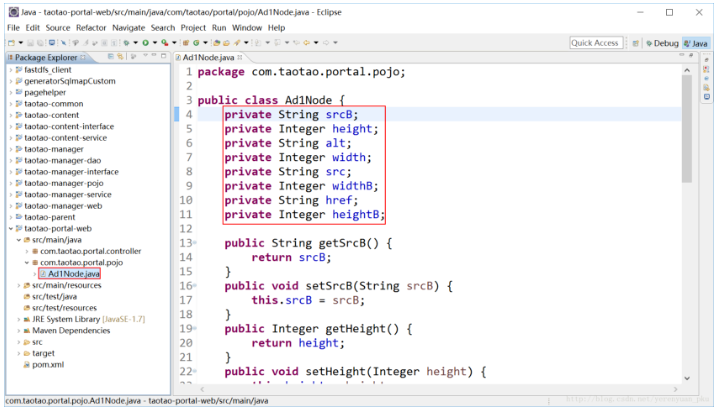 Java - taotao-portal-web/src/main/java/com/taotao/portal/pojo/Ad1Node.java - Eclipse
File Edit Source Refactor Navigate Search Project Run Window Help
Quick Access
Debug
Java
Package Explorer
fastdfs_client
generatorSqlmapCustom
pagehelper
taotao-common
taotao-content
taotao-content-interface
taotao-content-service
taotao-manager
taotao-manager-dao
taotao-manager-interface
taotao-manager-pojo
taotao-manager-service
taotao-manager-web
taotao-parent
taotao-portal-web
src/main/java
com.taotao.portal.controller
com.taotao.portal.pojo
Ad1Node.java
src/main/resources
src/test/java
src/test/resources
JRE System Library [JavaSE-1.7]
Maven Dependencies
src
target
pom.xml
Ad1Node.java
1 package com.taotao.portal.pojo;
2
3 public class Ad1Node {
4 private String srcB;
5 private Integer height;
6 private String alt;
7 private Integer width;
8 private String src;
9 private Integer widthB;
10 private String href;
11 private Integer heightB;
12
13 public String getSrcB() {
14 return srcB;
15 }
16 public void setSrcB(String srcB) {
17 this.srcB = srcB;
18 }
19 public Integer getHeight() {
20 return height;
21 }
22 public void setHeight(Integer height) {
com.taotao.portal.pojo.Ad1Node.java - taotao-portal-web/src/main/java